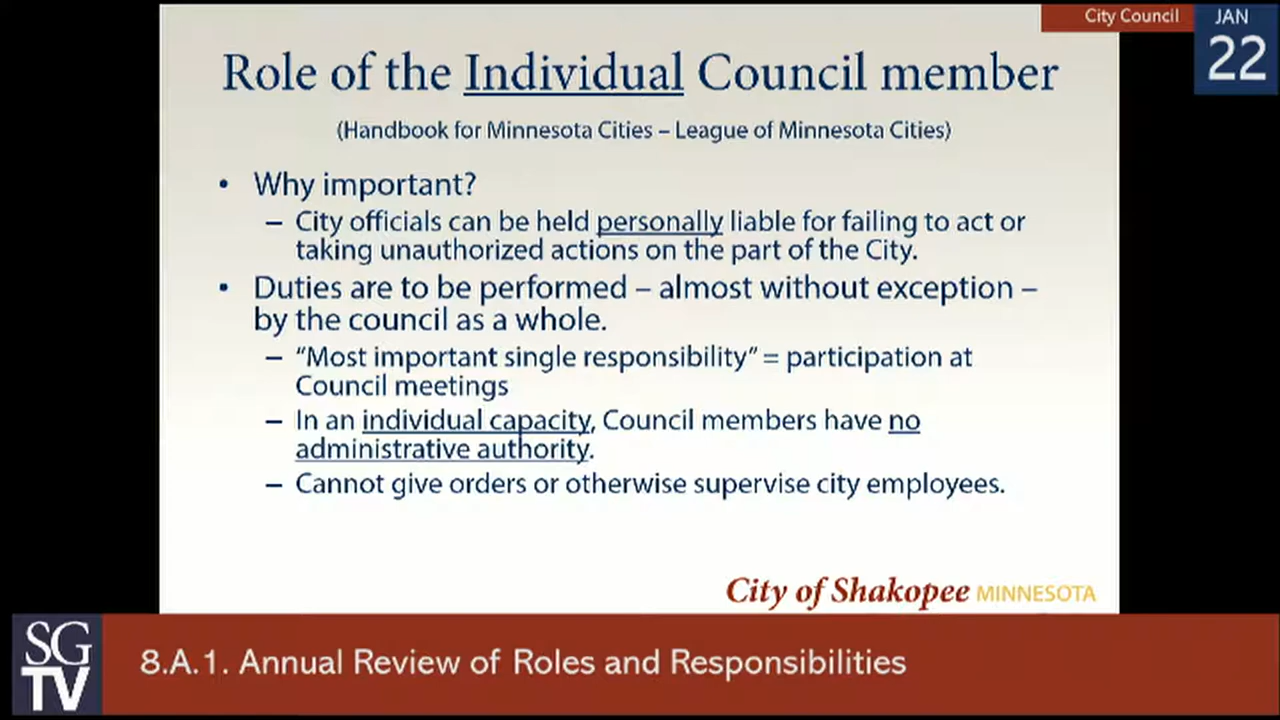 City Council
JAN
22
Role of the Individual Council member
(Handbook for Minnesota Cities – League of Minnesota Cities)
• Why important?
– City officials can be held personally liable for failing to act or
taking unauthorized actions on the part of the City.
• Duties are to be performed – almost without exception –
by the council as a whole.
– “Most important single responsibility” = participation at
Council meetings
– In an individual capacity, Council members have no
administrative authority.
– Cannot give orders or otherwise supervise city employees.
City of Shakopee MINNESOTA
SG
TV
8.A.1. Annual Review of Roles and Responsibilities